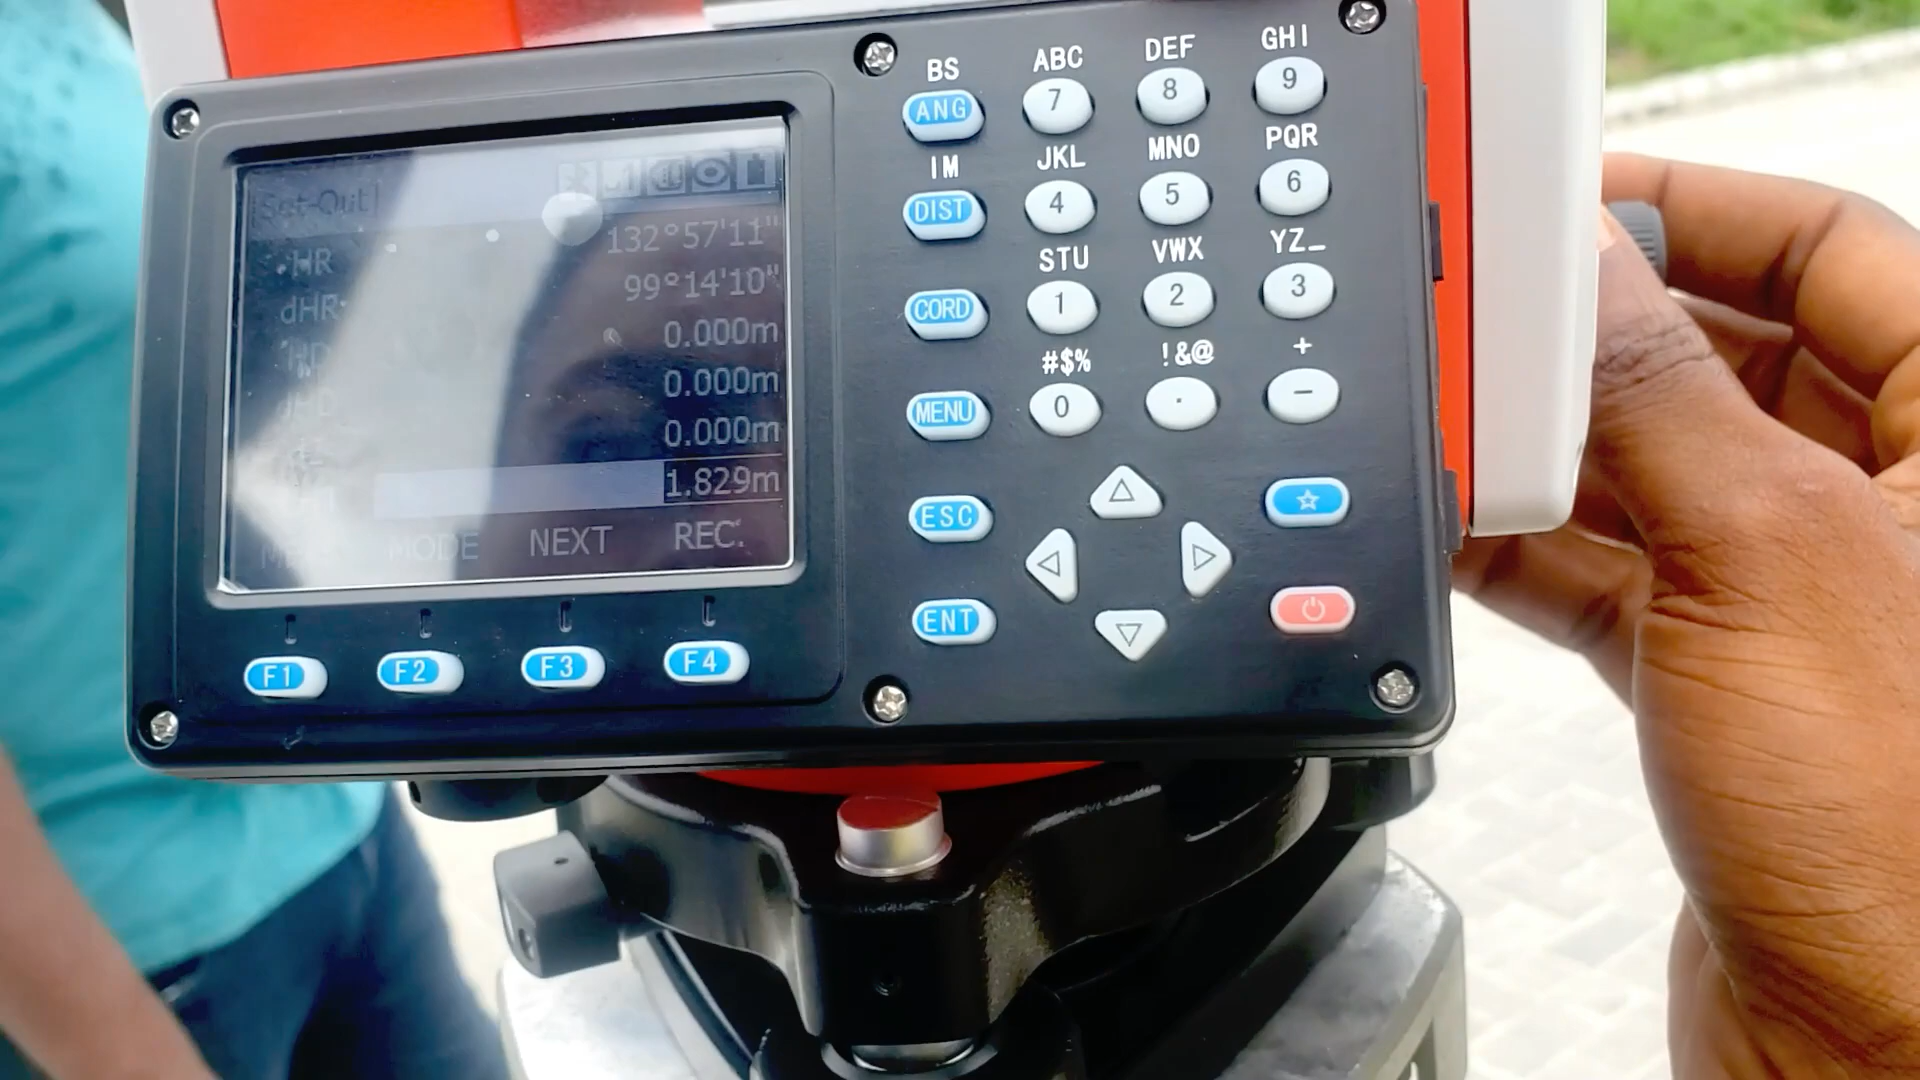 Set-Out
HR 132°57'11"
dHR 99°14'10"
HD 0.000m
dHD 0.000m
0.000m
1.829m
MODE NEXT REC.
F1 F2 F3 F4
BS ABC DEF GHI
ANG 7 8 9
IM JKL MNO PQR
DIST 4 5 6
STU VWX YZ_
CORD 1 2 3
#$% !&@ +
MENU 0 . −
ESC
ENT